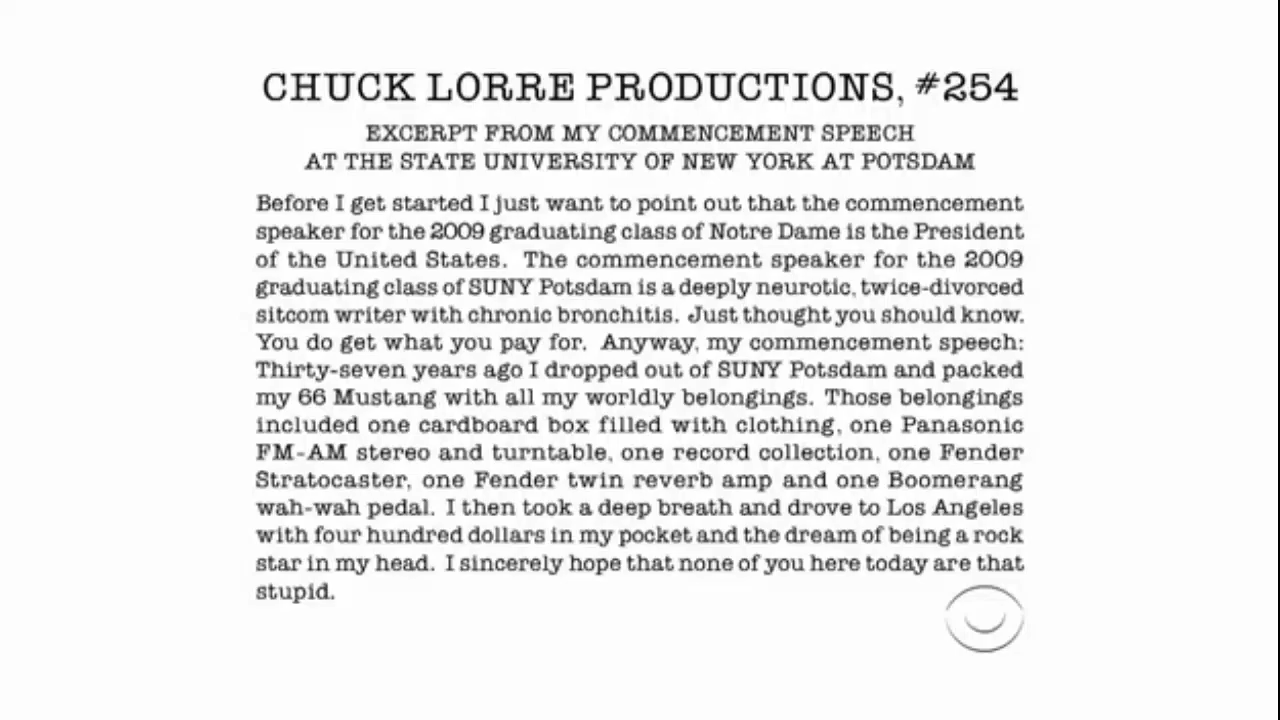 CHUCK LORRE PRODUCTIONS, #254
EXCERPT FROM MY COMMENCEMENT SPEECH
AT THE STATE UNIVERSITY OF NEW YORK AT POTSDAM
Before I get started I just want to point out that the commencement
speaker for the 2009 graduating class of Notre Dame is the President
of the United States. The commencement speaker for the 2009
graduating class of SUNY Potsdam is a deeply neurotic, twice-divorced
sitcom writer with chronic bronchitis. Just thought you should know.
You do get what you pay for. Anyway, my commencement speech:
Thirty-seven years ago I dropped out of SUNY Potsdam and packed
my 66 Mustang with all my worldly belongings. Those belongings
included one cardboard box filled with clothing, one Panasonic
FM-AM stereo and turntable, one record collection, one Fender
Stratocaster, one Fender twin reverb amp and one Boomerang
wah-wah pedal. I then took a deep breath and drove to Los Angeles
with four hundred dollars in my pocket and the dream of being a rock
star in my head. I sincerely hope that none of you here today are that
stupid.